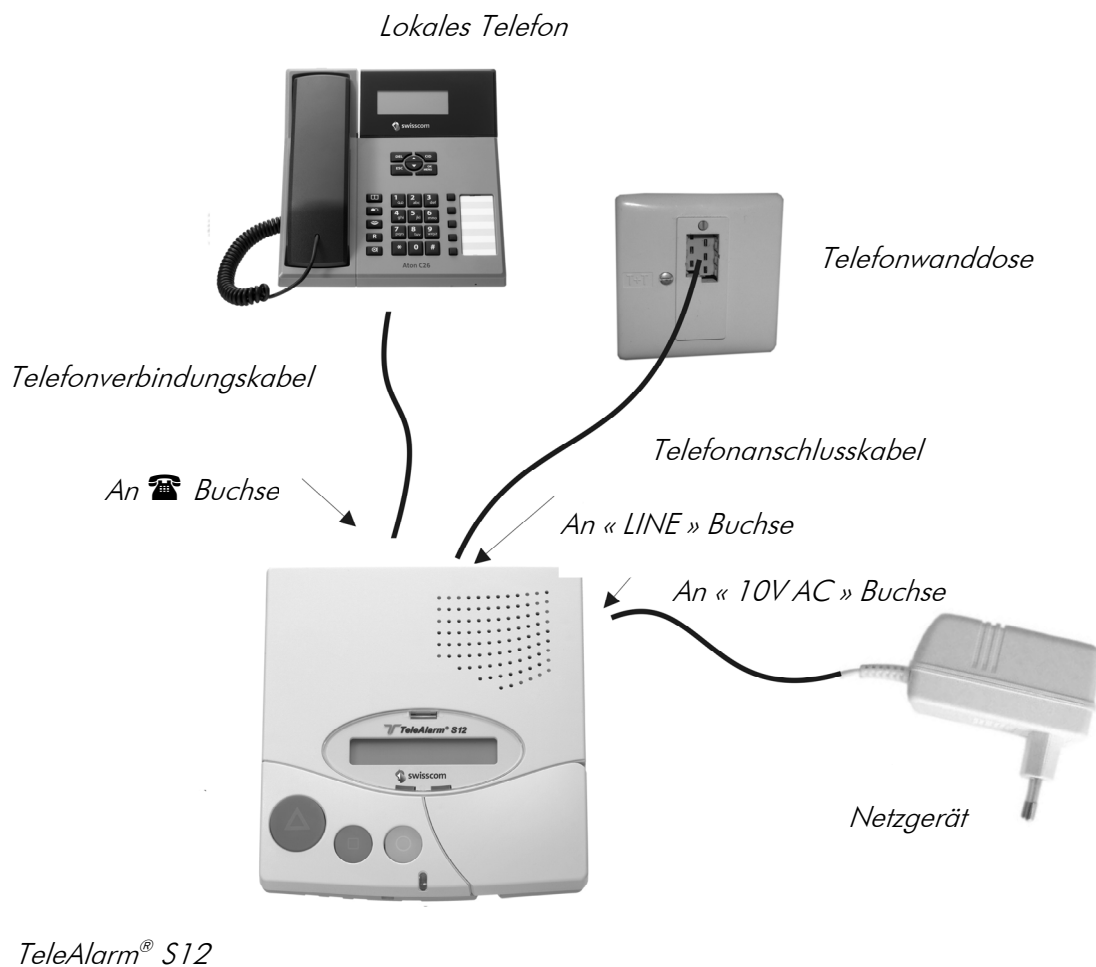 Lokales Telefon
swisscom
Aton C26
T+T
Telefonwanddose
Telefonverbindungskabel
Telefonanschlusskabel
An ☎ Buchse
An « LINE » Buchse
An « 10V AC » Buchse
TeleAlarm® S12
swisscom
Netzgerät
TeleAlarm® S12